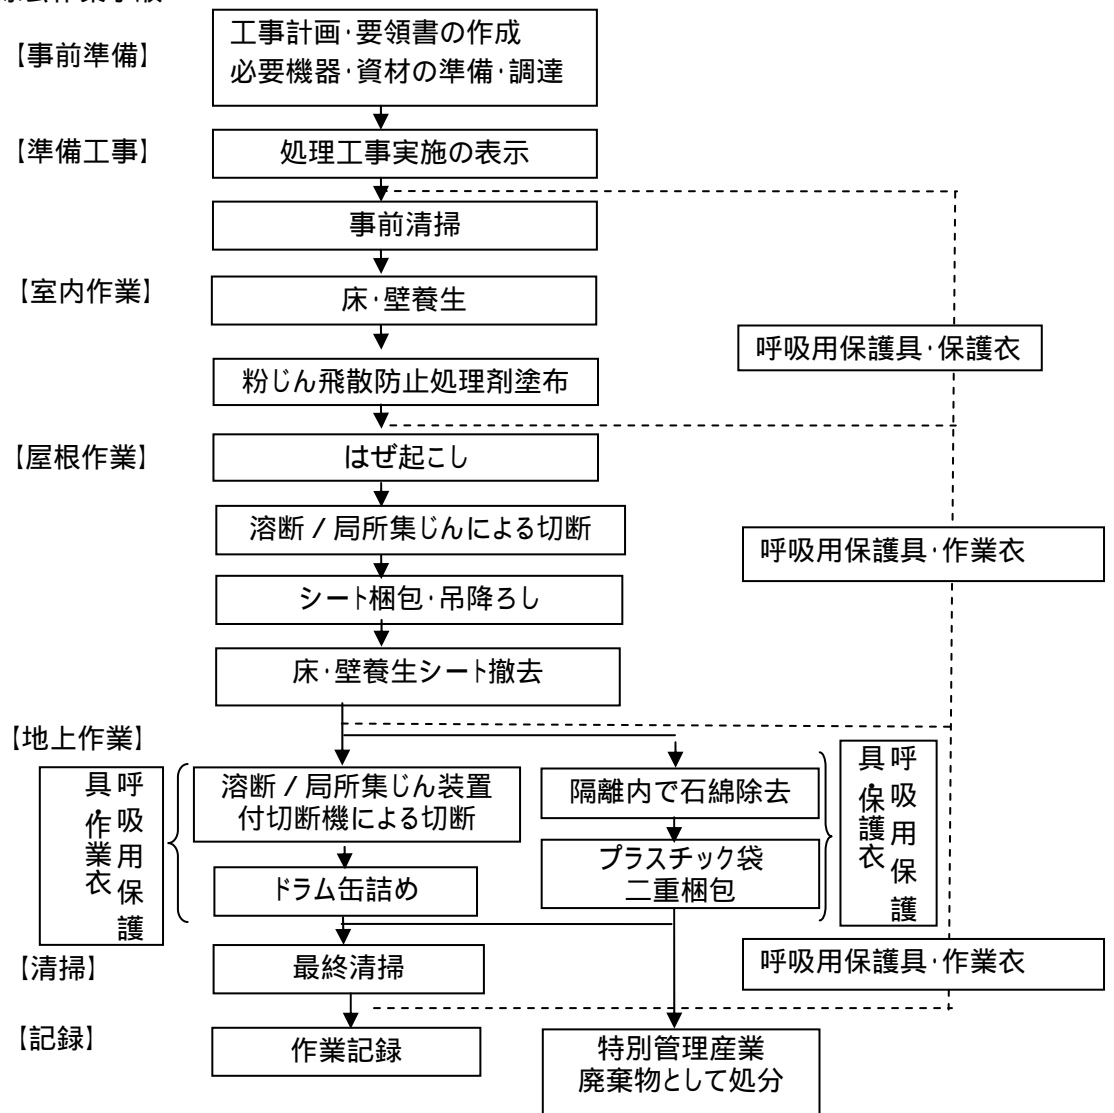 【事前準備】
工事計画･要領書の作成
必要機器･資材の準備･調達
【準備工事】
処理工事実施の表示
事前清掃
【室内作業】
床･壁養生
呼吸用保護具･保護衣
粉じん飛散防止処理剤塗布
【屋根作業】
はぜ起こし
溶断 / 局所集じんによる切断
呼吸用保護具･作業衣
シート梱包･吊降ろし
床･壁養生シート撤去
【地上作業】
呼吸用保護
具･作業衣
溶断 / 局所集じん装置
付切断機による切断
隔離内で石綿除去
呼吸用保護
具･保護衣
ドラム缶詰め
プラスチック袋
二重梱包
【清掃】
最終清掃
呼吸用保護具･作業衣
【記録】
作業記録
特別管理産業
廃棄物として処分